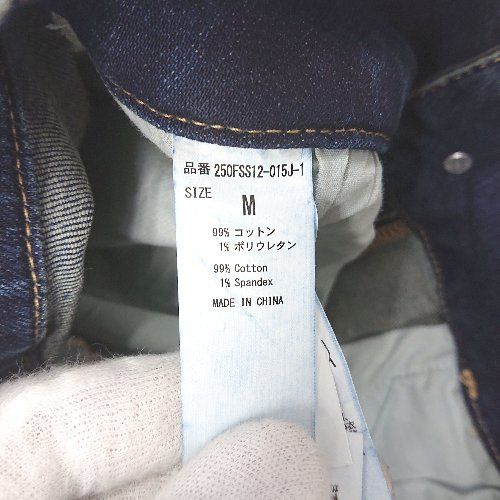 品番 250FSS12-015J-1
SIZE
M
99% コットン
1% ポリウレタン
99% Cotton
1% Spandex
MADE IN CHINA